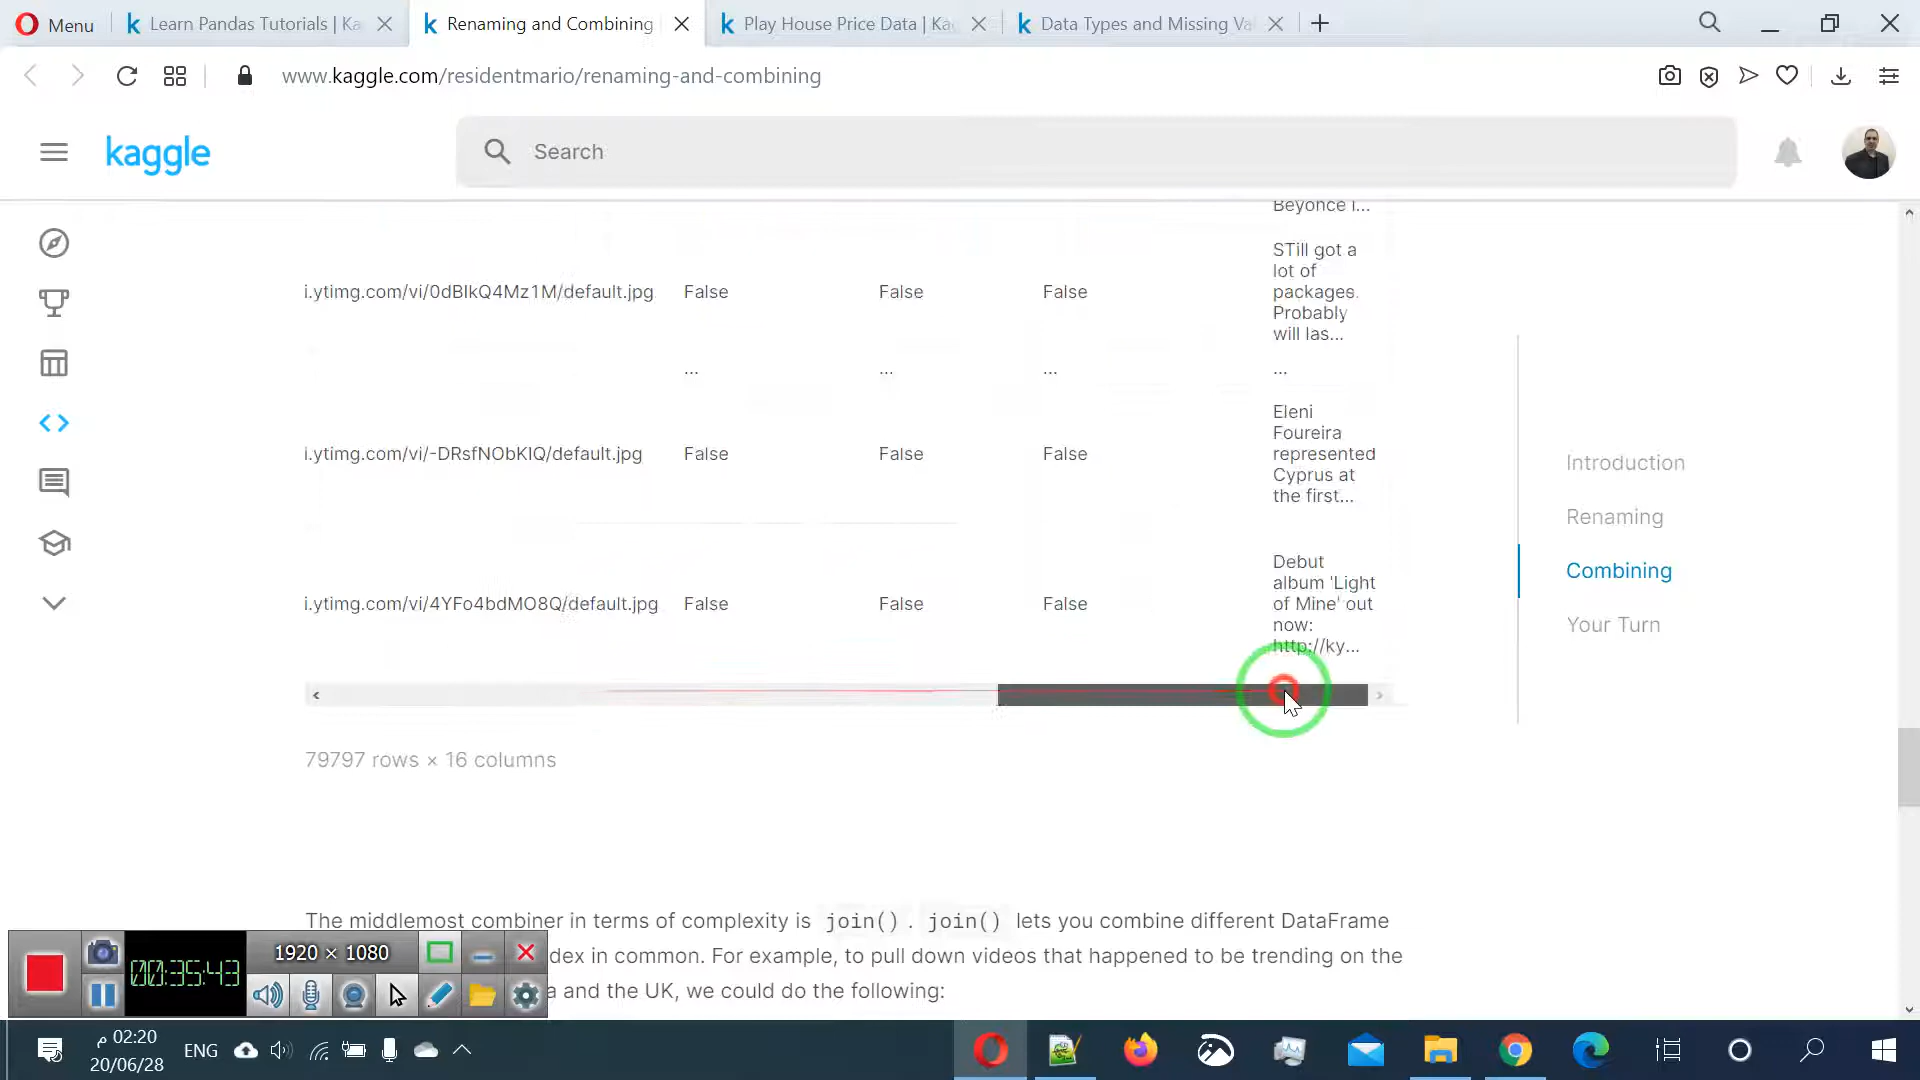 Menu
Learn Pandas Tutorials | Ka
Renaming and Combining
Play House Price Data | Kag
Data Types and Missing Va
www.kaggle.com/residentmario/renaming-and-combining
kaggle
Search
Beyoncé I...
STill got a
lot of
packages.
Probably
will las...
i.ytimg.com/vi/0dBIkQ4Mz1M/default.jpg False False False
... ... ... ...
Eleni
Foureira
represented
Cyprus at
the first...
i.ytimg.com/vi/-DRsfNObKIQ/default.jpg False False False
Debut
album 'Light
of Mine' out
now:
http://ky...
i.ytimg.com/vi/4YFo4bdMO8Q/default.jpg False False False
79797 rows × 16 columns
Introduction
Renaming
Combining
Your Turn
The middlemost combiner in terms of complexity is join(). join() lets you combine different DataFrame
dex in common. For example, to pull down videos that happened to be trending on the
a and the UK, we could do the following:
1920 × 1080
00:35:43
02:20 م
20/06/28
ENG